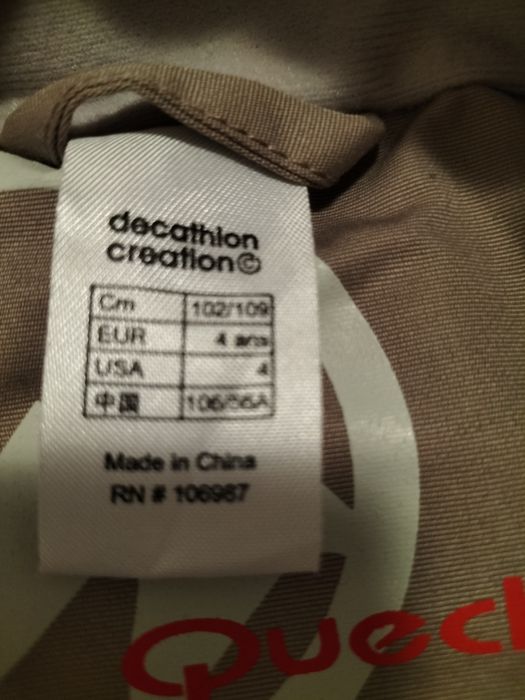 decathlon
creation©
Cm 102/109
EUR 4 ans
USA 4
中国 106/56A
Made in China
RN # 106987
Quech